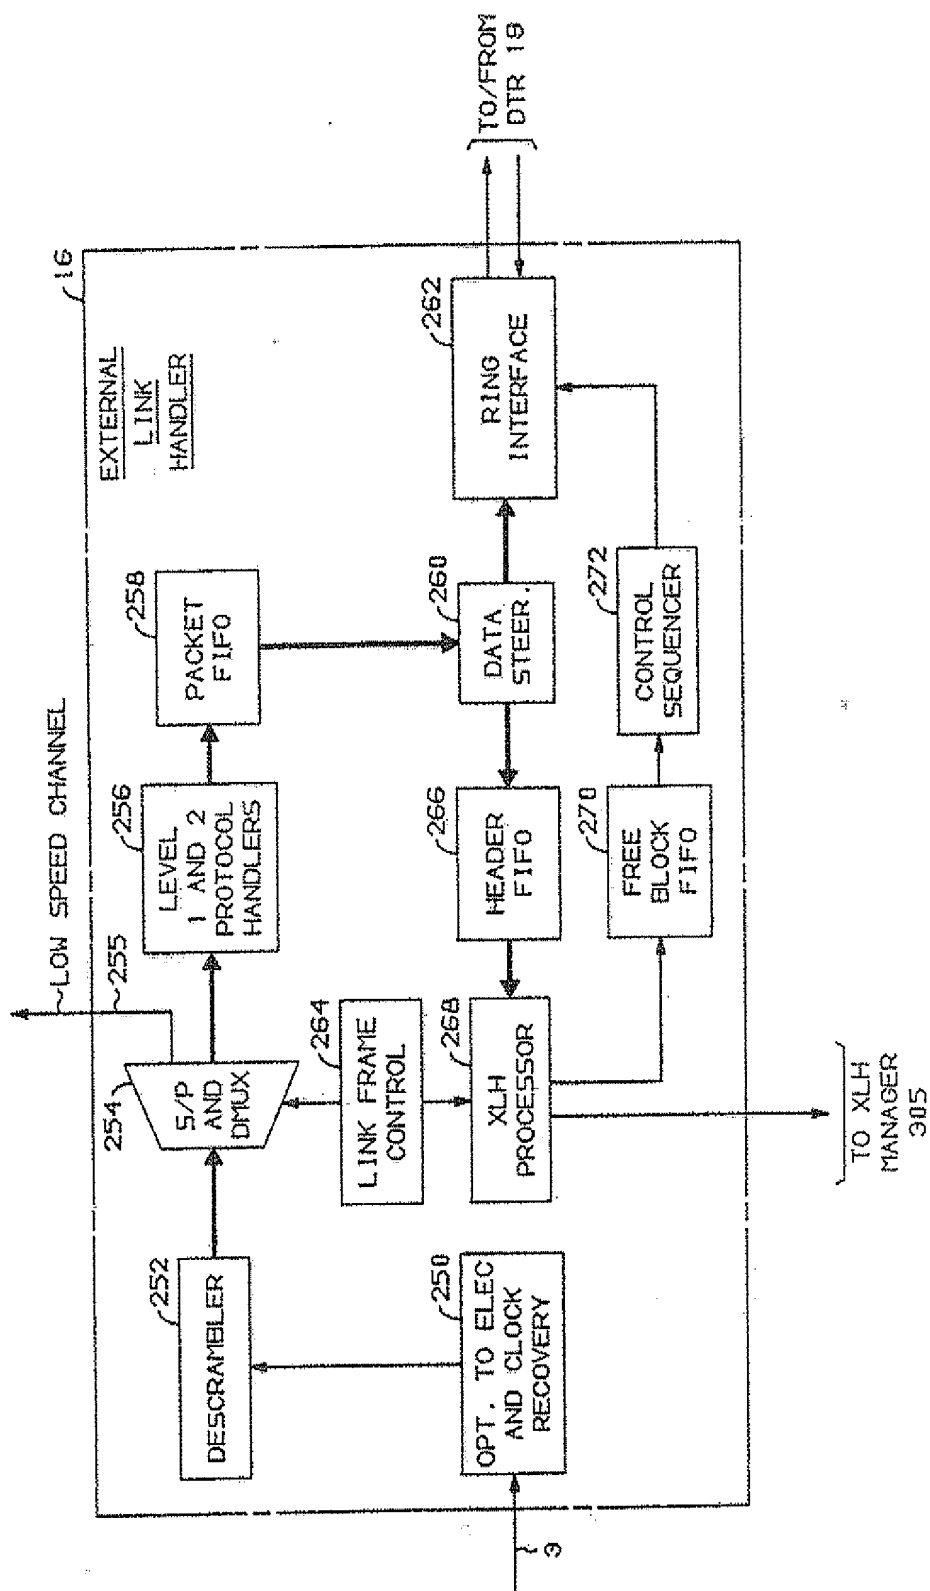 EXTERNAL
LINK
HANDLER
16
LOW SPEED CHANNEL
255
3
250
OPT. TO ELEC
AND CLOCK
RECOVERY
252
DESCRAMBLER
254
S/P
AND
DMUX
256
LEVEL
1 AND 2
PROTOCOL
HANDLERS
258
PACKET
FIFO
264
LINK FRAME
CONTROL
268
XLH
PROCESSOR
266
HEADER
FIFO
260
DATA
STEER.
262
RING
INTERFACE
TO/FROM
DTR 19
270
FREE
BLOCK
FIFO
272
CONTROL
SEQUENCER
TO XLH
MANAGER
305